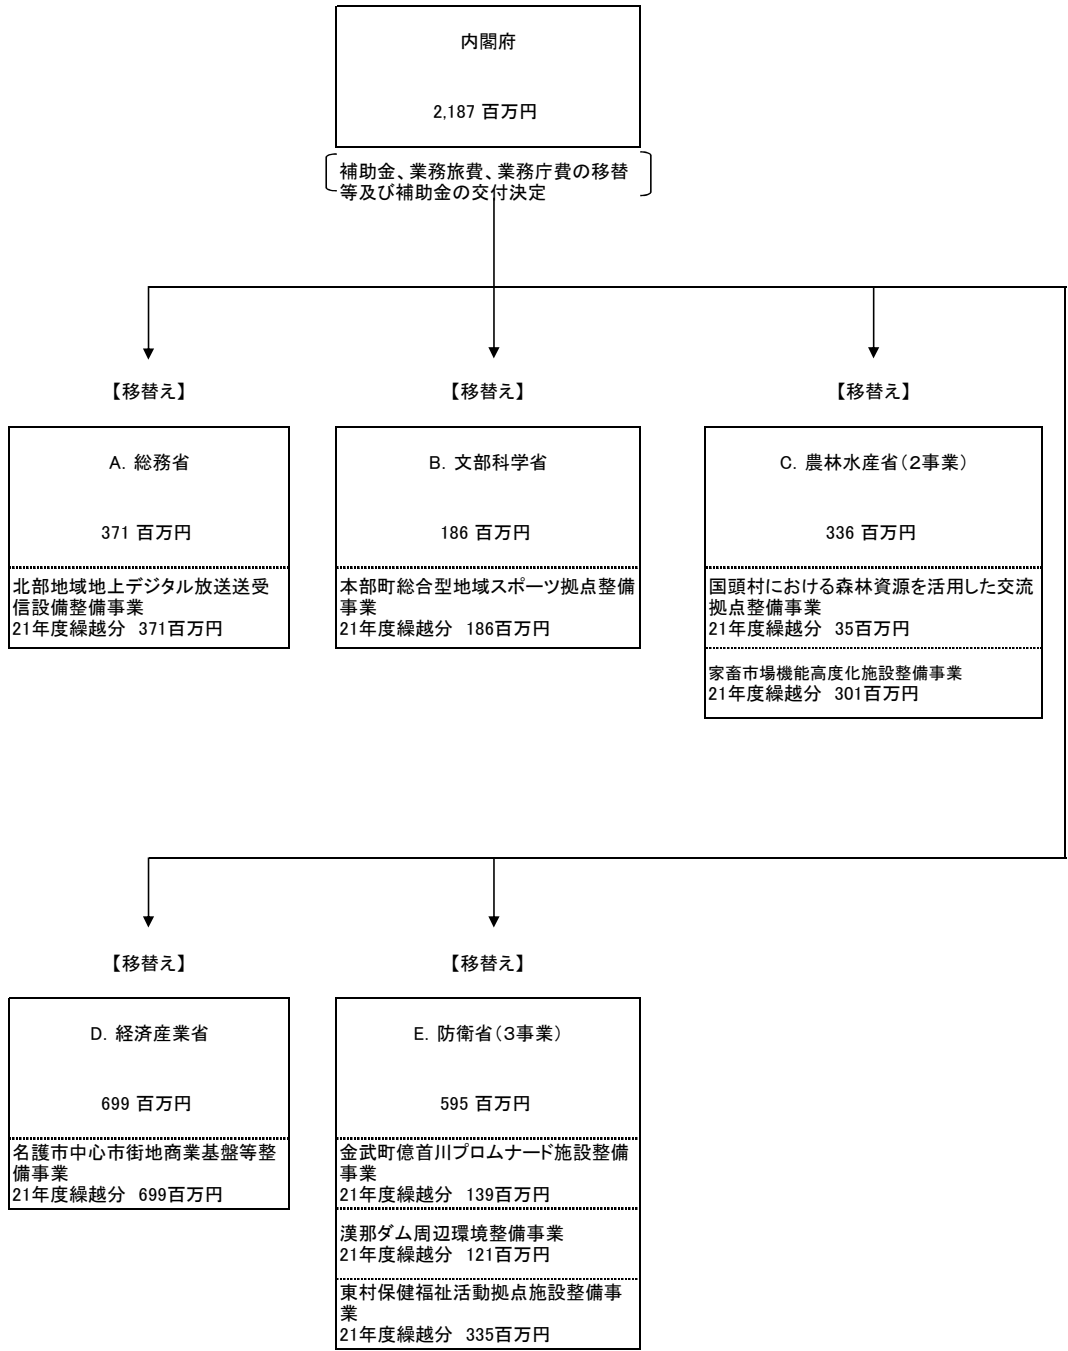 内閣府
2,187 百万円
補助金、業務旅費、業務庁費の移替
等及び補助金の交付決定
【移替え】
【移替え】
【移替え】
A. 総務省
371 百万円
北部地域地上デジタル放送送受
信設備整備事業
21年度繰越分 371百万円
B. 文部科学省
186 百万円
本部町総合型地域スポーツ拠点整備
事業
21年度繰越分 186百万円
C. 農林水産省(2事業)
336 百万円
国頭村における森林資源を活用した交流
拠点整備事業
21年度繰越分 35百万円
家畜市場機能高度化施設整備事業
21年度繰越分 301百万円
【移替え】
【移替え】
D. 経済産業省
699 百万円
名護市中心市街地商業基盤等整
備事業
21年度繰越分 699百万円
E. 防衛省(3事業)
595 百万円
金武町億首川プロムナード施設整備
事業
21年度繰越分 139百万円
漢那ダム周辺環境整備事業
21年度繰越分 121百万円
東村保健福祉活動拠点施設整備事
業
21年度繰越分 335百万円